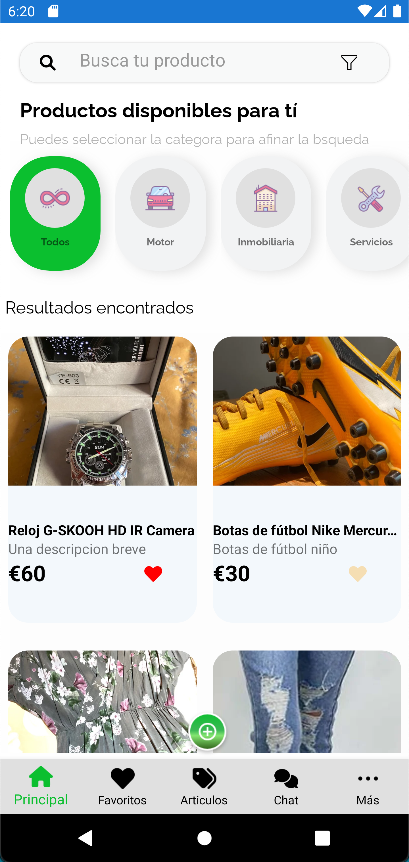 6:20
Busca tu producto
Productos disponibles para tí
Puedes seleccionar la categora para afinar la bsqueda
Todos
Motor
Inmobiliaria
Servicios
Resultados encontrados
Reloj G-SKOOH HD IR Camera
Una descripcion breve
€60
Botas de fútbol Nike Mercur...
Botas de fútbol niño
€30
Principal
Favoritos
Articulos
Chat
Más